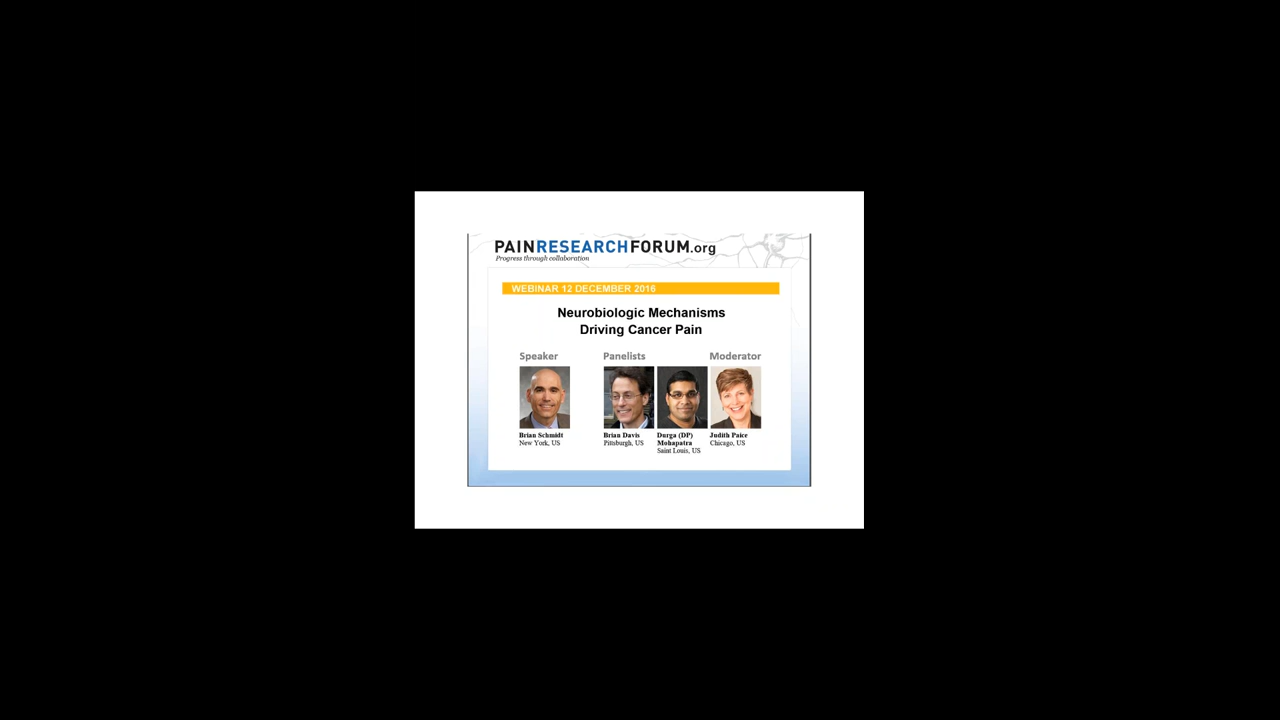 PAINRESEARCHFORUM.org
Progress through collaboration
WEBINAR 12 DECEMBER 2016
Neurobiologic Mechanisms
Driving Cancer Pain
Speaker
Panelists
Moderator
Brian Schmidt
New York, US
Brian Davis
Pittsburgh, US
Durga (DP)
Mohapatra
Saint Louis, US
Judith Paice
Chicago, US